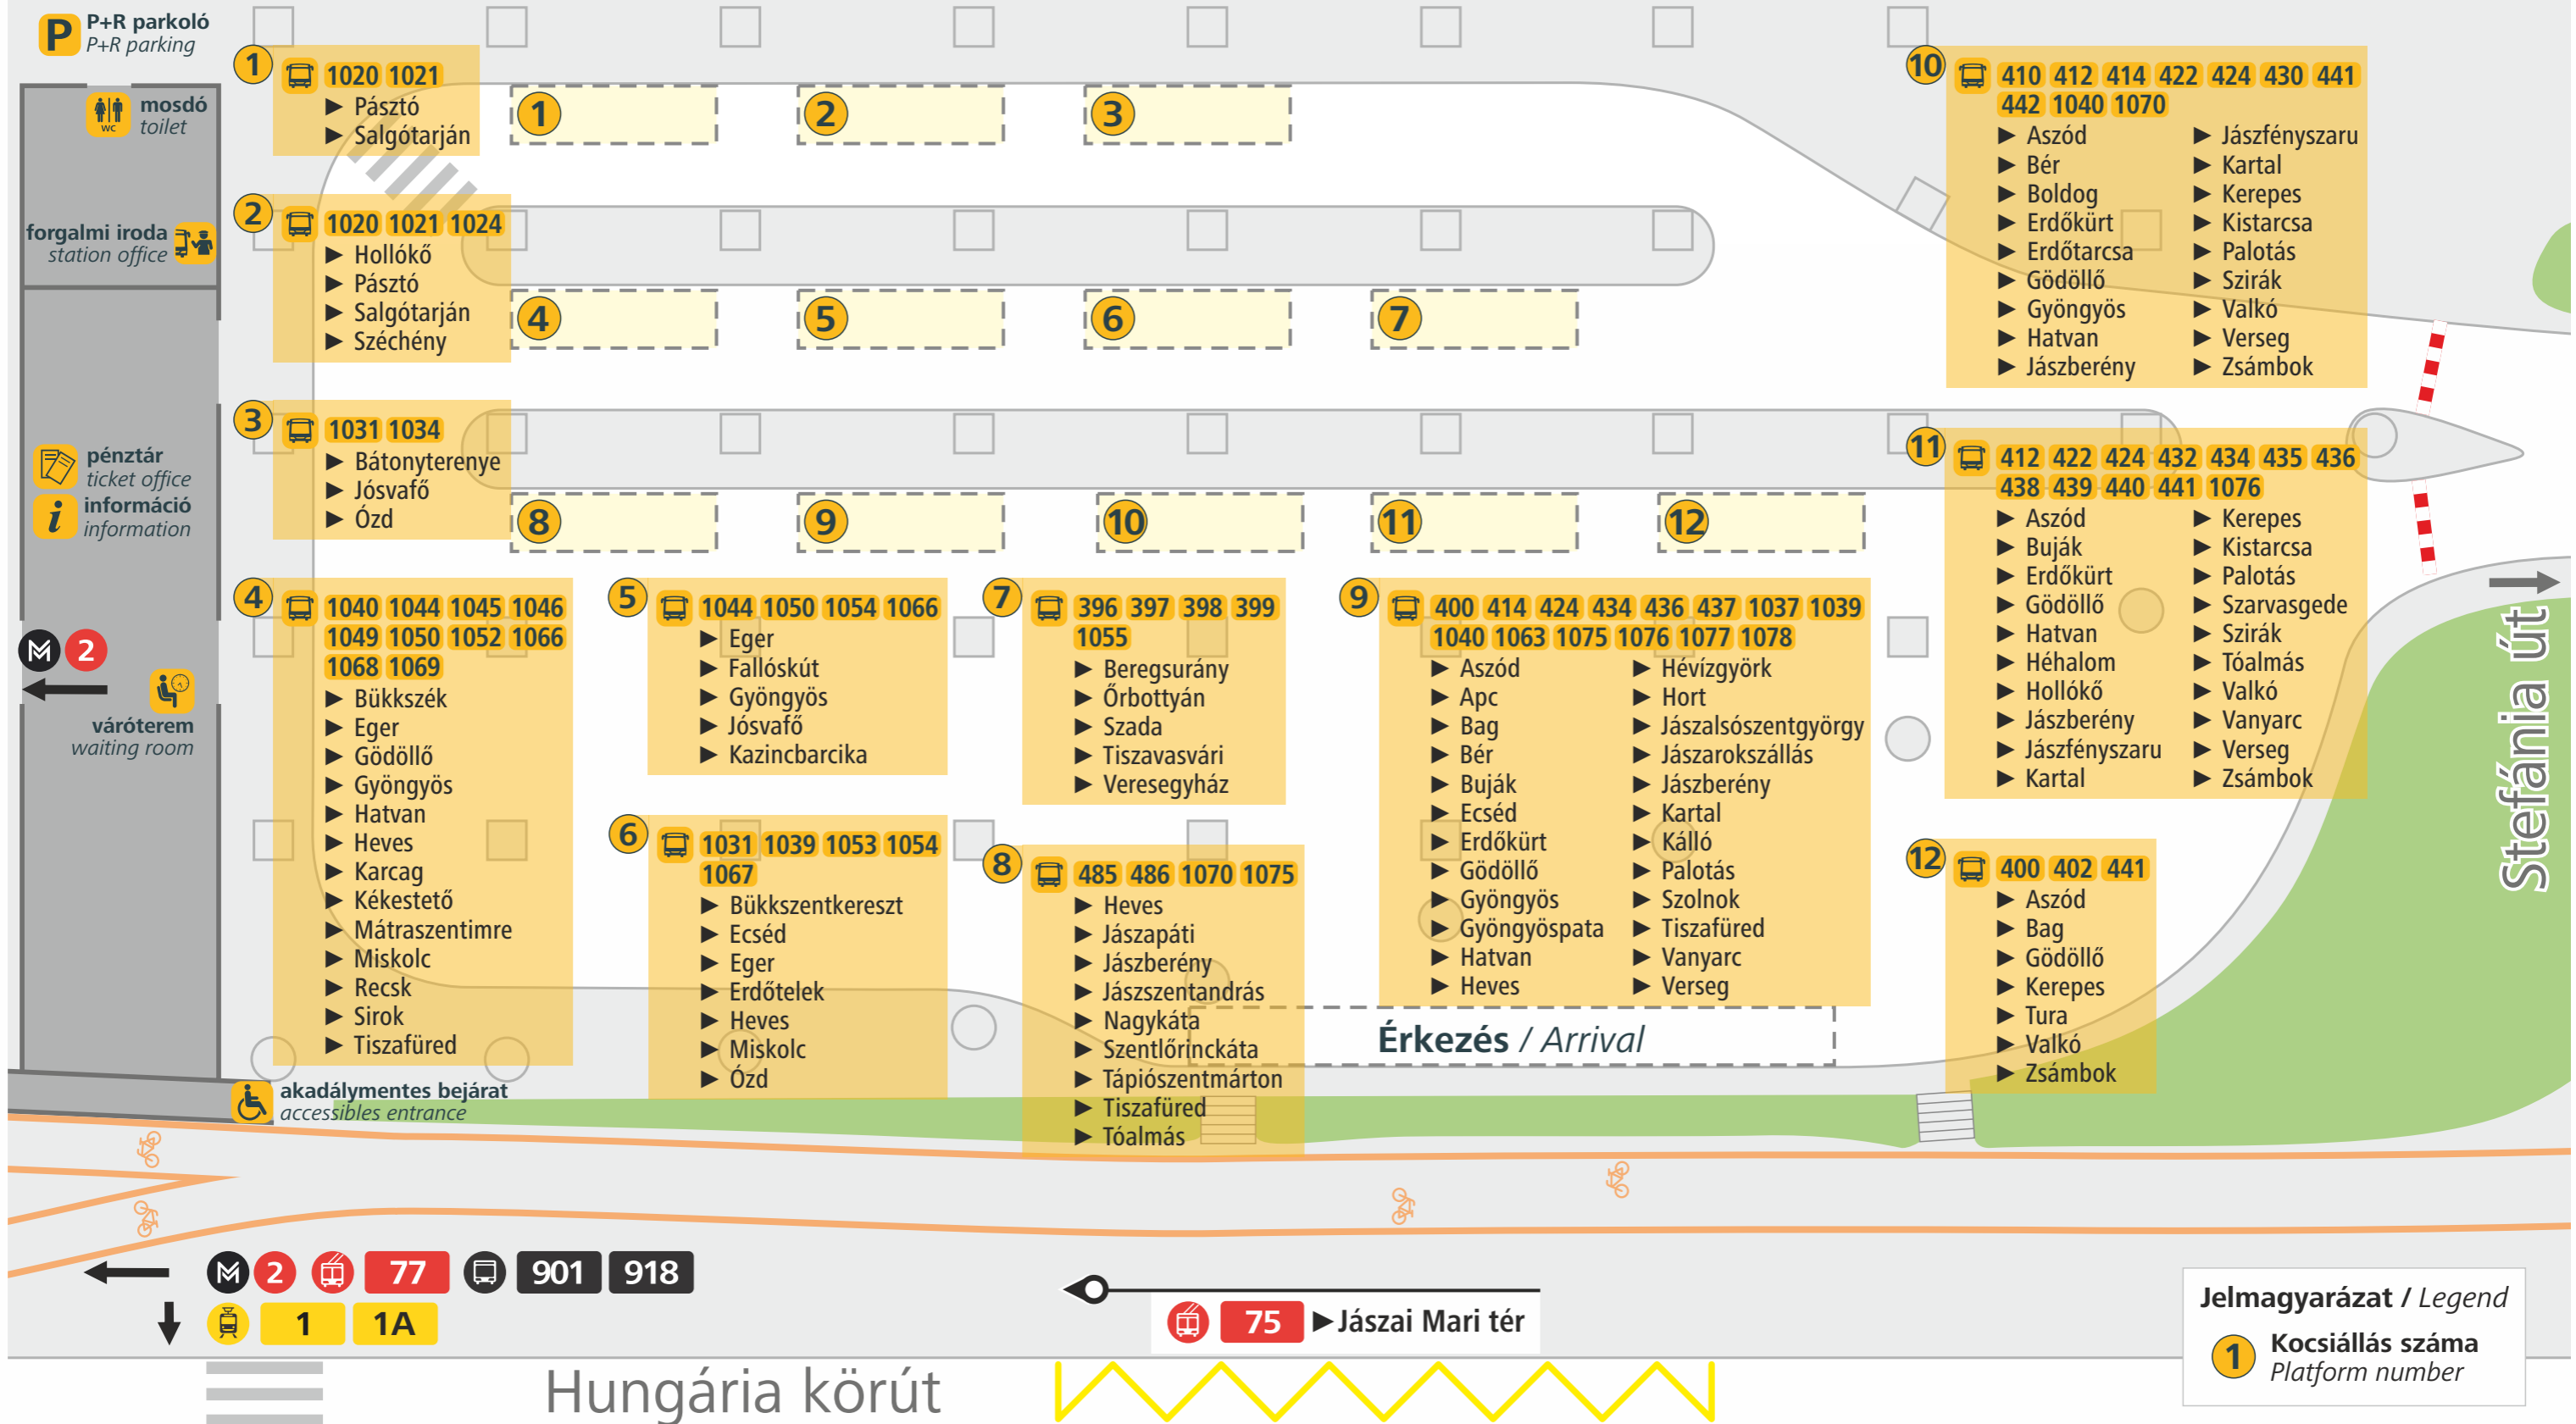 P
P+R parkoló
P+R parking
WC
mosdó
toilet
forgalmi iroda
station office
pénztár
ticket office
i
információ
information
M 2
váróterem
waiting room
akadálymentes bejárat
accessibles entrance
1
1020 1021
► Pásztó
► Salgótarján
2
1020 1021 1024
► Hollókő
► Pásztó
► Salgótarján
► Széchény
3
1031 1034
► Bátonyterenye
► Jósvafő
► Ózd
1
2
3
4
5
6
7
8
9
10
11
12
4
1040 1044 1045 1046
1049 1050 1052 1066
1068 1069
► Bükkszék
► Eger
► Gödöllő
► Gyöngyös
► Hatvan
► Heves
► Karcag
► Kékestető
► Mátraszentimre
► Miskolc
► Recsk
► Sirok
► Tiszafüred
5
1044 1050 1054 1066
► Eger
► Fallóskút
► Gyöngyös
► Jósvafő
► Kazincbarcika
6
1031 1039 1053 1054
1067
► Bükkszentkereszt
► Ecséd
► Eger
► Erdőtelek
► Heves
► Miskolc
► Ózd
7
396 397 398 399
1055
► Beregsurány
► Őrbottyán
► Szada
► Tiszavasvári
► Veresegyház
8
485 486 1070 1075
► Heves
► Jászapáti
► Jászberény
► Jászszentandrás
► Nagykáta
► Szentlőrinckáta
► Tápiószentmárton
► Tiszafüred
► Tóalmás
9
400 414 424 434 436 437 1037 1039
1040 1063 1075 1076 1077 1078
► Aszód
► Apc
► Bag
► Bér
► Buják
► Ecséd
► Erdőkürt
► Gödöllő
► Gyöngyös
► Gyöngyöspata
► Hatvan
► Heves
► Hévízgyörk
► Hort
► Jászalsószentgyörgy
► Jászarokszállás
► Jászberény
► Kartal
► Kálló
► Palotás
► Szolnok
► Tiszafüred
► Vanyarc
► Verseg
10
410 412 414 422 424 430 441
442 1040 1070
► Aszód
► Bér
► Boldog
► Erdőkürt
► Erdőtarcsa
► Gödöllő
► Gyöngyös
► Hatvan
► Jászberény
► Jászfényszaru
► Kartal
► Kerepes
► Kistarcsa
► Palotás
► Szirák
► Valkó
► Verseg
► Zsámbok
11
412 422 424 432 434 435 436
438 439 440 441 1076
► Aszód
► Buják
► Erdőkürt
► Gödöllő
► Hatvan
► Héhalom
► Hollókő
► Jászberény
► Jászfényszaru
► Kartal
► Kerepes
► Kistarcsa
► Palotás
► Szarvasgede
► Szirák
► Tóalmás
► Valkó
► Vanyarc
► Verseg
► Zsámbok
12
400 402 441
► Aszód
► Bag
► Gödöllő
► Kerepes
► Tura
► Valkó
► Zsámbok
Érkezés / Arrival
Stefánia út
M 2 77 901 918
1 1A
75 ►Jászai Mari tér
Hungária körút
Jelmagyarázat / Legend
1
Kocsiállás száma
Platform number